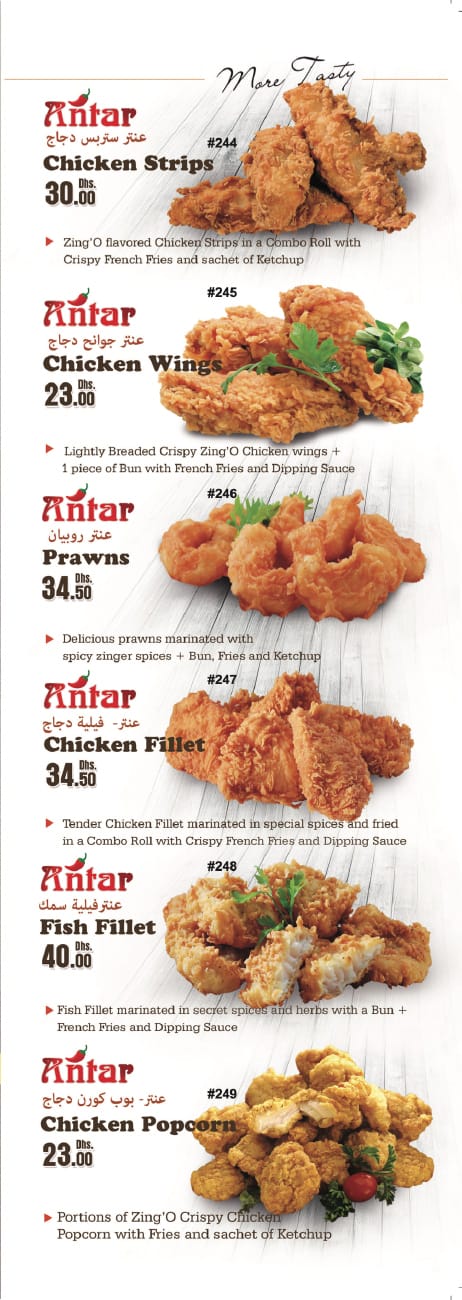 More Tasty
Antar
عنتر ستربس دجاج
#244
Chicken Strips
30.00 Dhs.
Zing'O flavored Chicken Strips in a Combo Roll with
Crispy French Fries and sachet of Ketchup
#245
Antar
عنتر جوانح دجاج
Chicken Wings
23.00 Dhs.
Lightly Breaded Crispy Zing'O Chicken wings +
1 piece of Bun with French Fries and Dipping Sauce
#246
Antar
عنتر روبيان
Prawns
34.50 Dhs.
Delicious prawns marinated with
spicy zinger spices + Bun, Fries and Ketchup
#247
Antar
عنتر- فيلية دجاج
Chicken Fillet
34.50 Dhs.
Tender Chicken Fillet marinated in special spices and fried
in a Combo Roll with Crispy French Fries and Dipping Sauce
#248
Antar
عنترفيلية سمك
Fish Fillet
40.00 Dhs.
Fish Fillet marinated in secret spices and herbs with a Bun +
French Fries and Dipping Sauce
Antar
#249
عنتر- بوب كورن دجاج
Chicken Popcorn
23.00 Dhs.
Portions of Zing'O Crispy Chicken
Popcorn with Fries and sachet of Ketchup